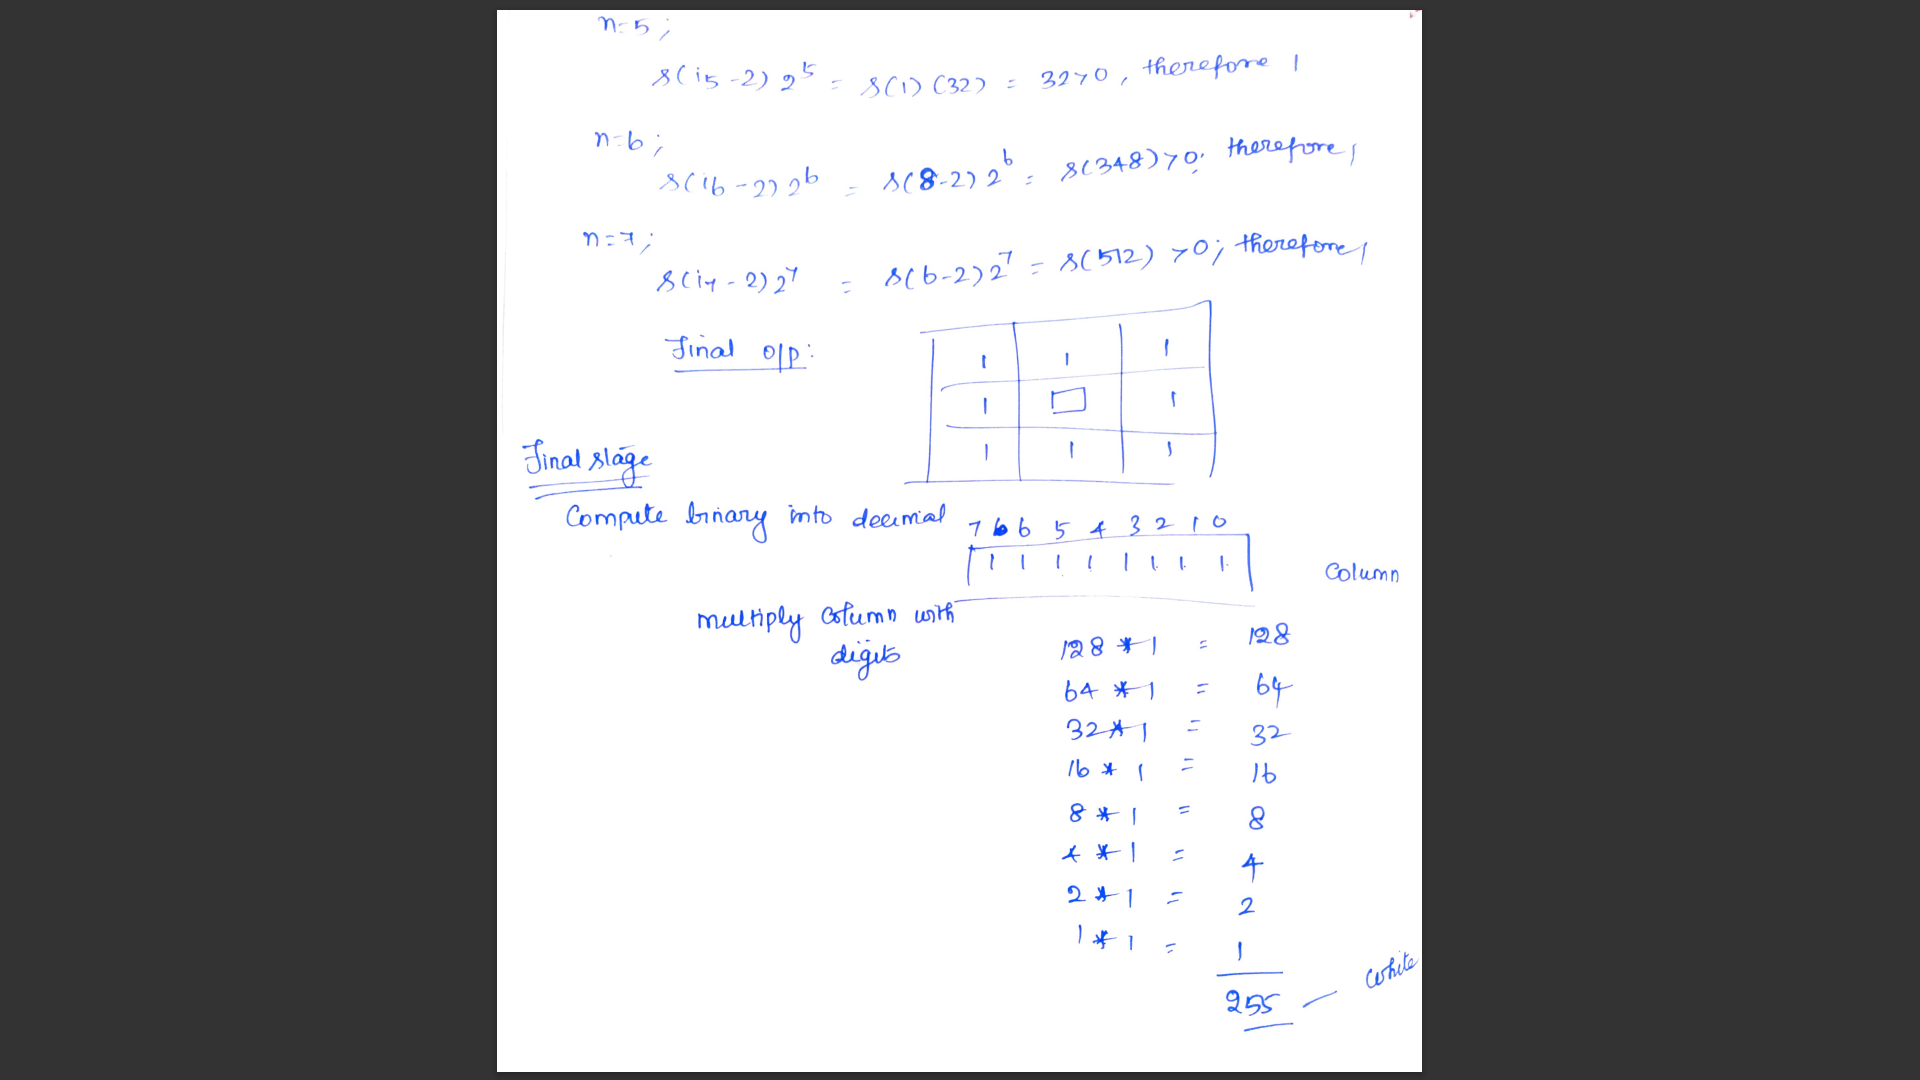 n=5;
s(i5-2) 2^5 = s(1)(32) = 32>0, therefore 1
n=6;
s(i6-2) 2^6 = s(8-2) 2^6 = s(348)>0; therefore 1
n=7;
s(i7-2) 2^7 = s(6-2) 2^7 = s(512) >0; therefore 1
Final o/p:
1 1 1
1 1
1 1 1
Final stage
Compute binary into decimal
7 6 5 4 3 2 1 0
1 1 1 1 1 1 1 1
Column
multiply Column with
digits
128 * 1 = 128
64 * 1 = 64
32 * 1 = 32
16 * 1 = 16
8 * 1 = 8
4 * 1 = 4
2 * 1 = 2
1 * 1 = 1
255 — white